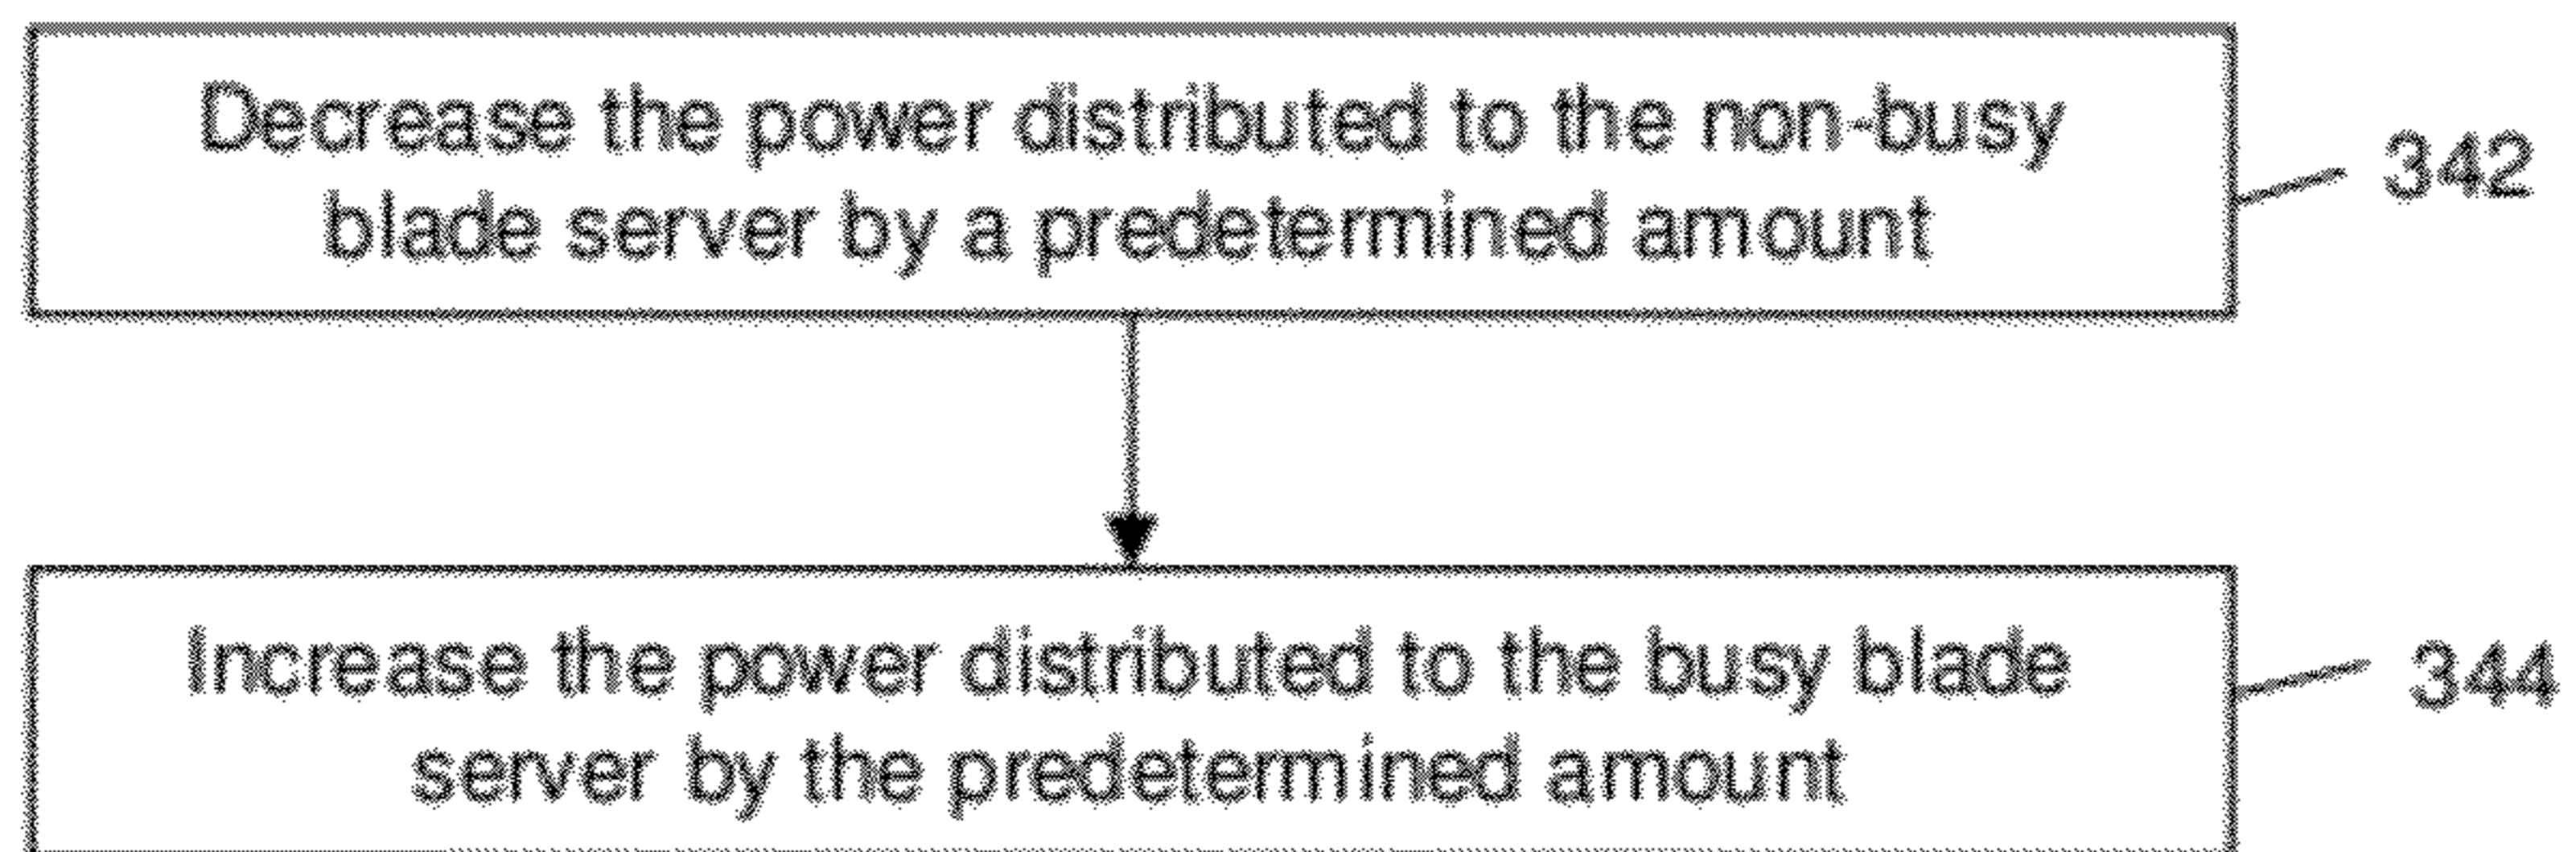 Decrease the power distributed to the non-busy
blade server by a predetermined amount
342
Increase the power distributed to the busy blade
server by the predetermined amount
344